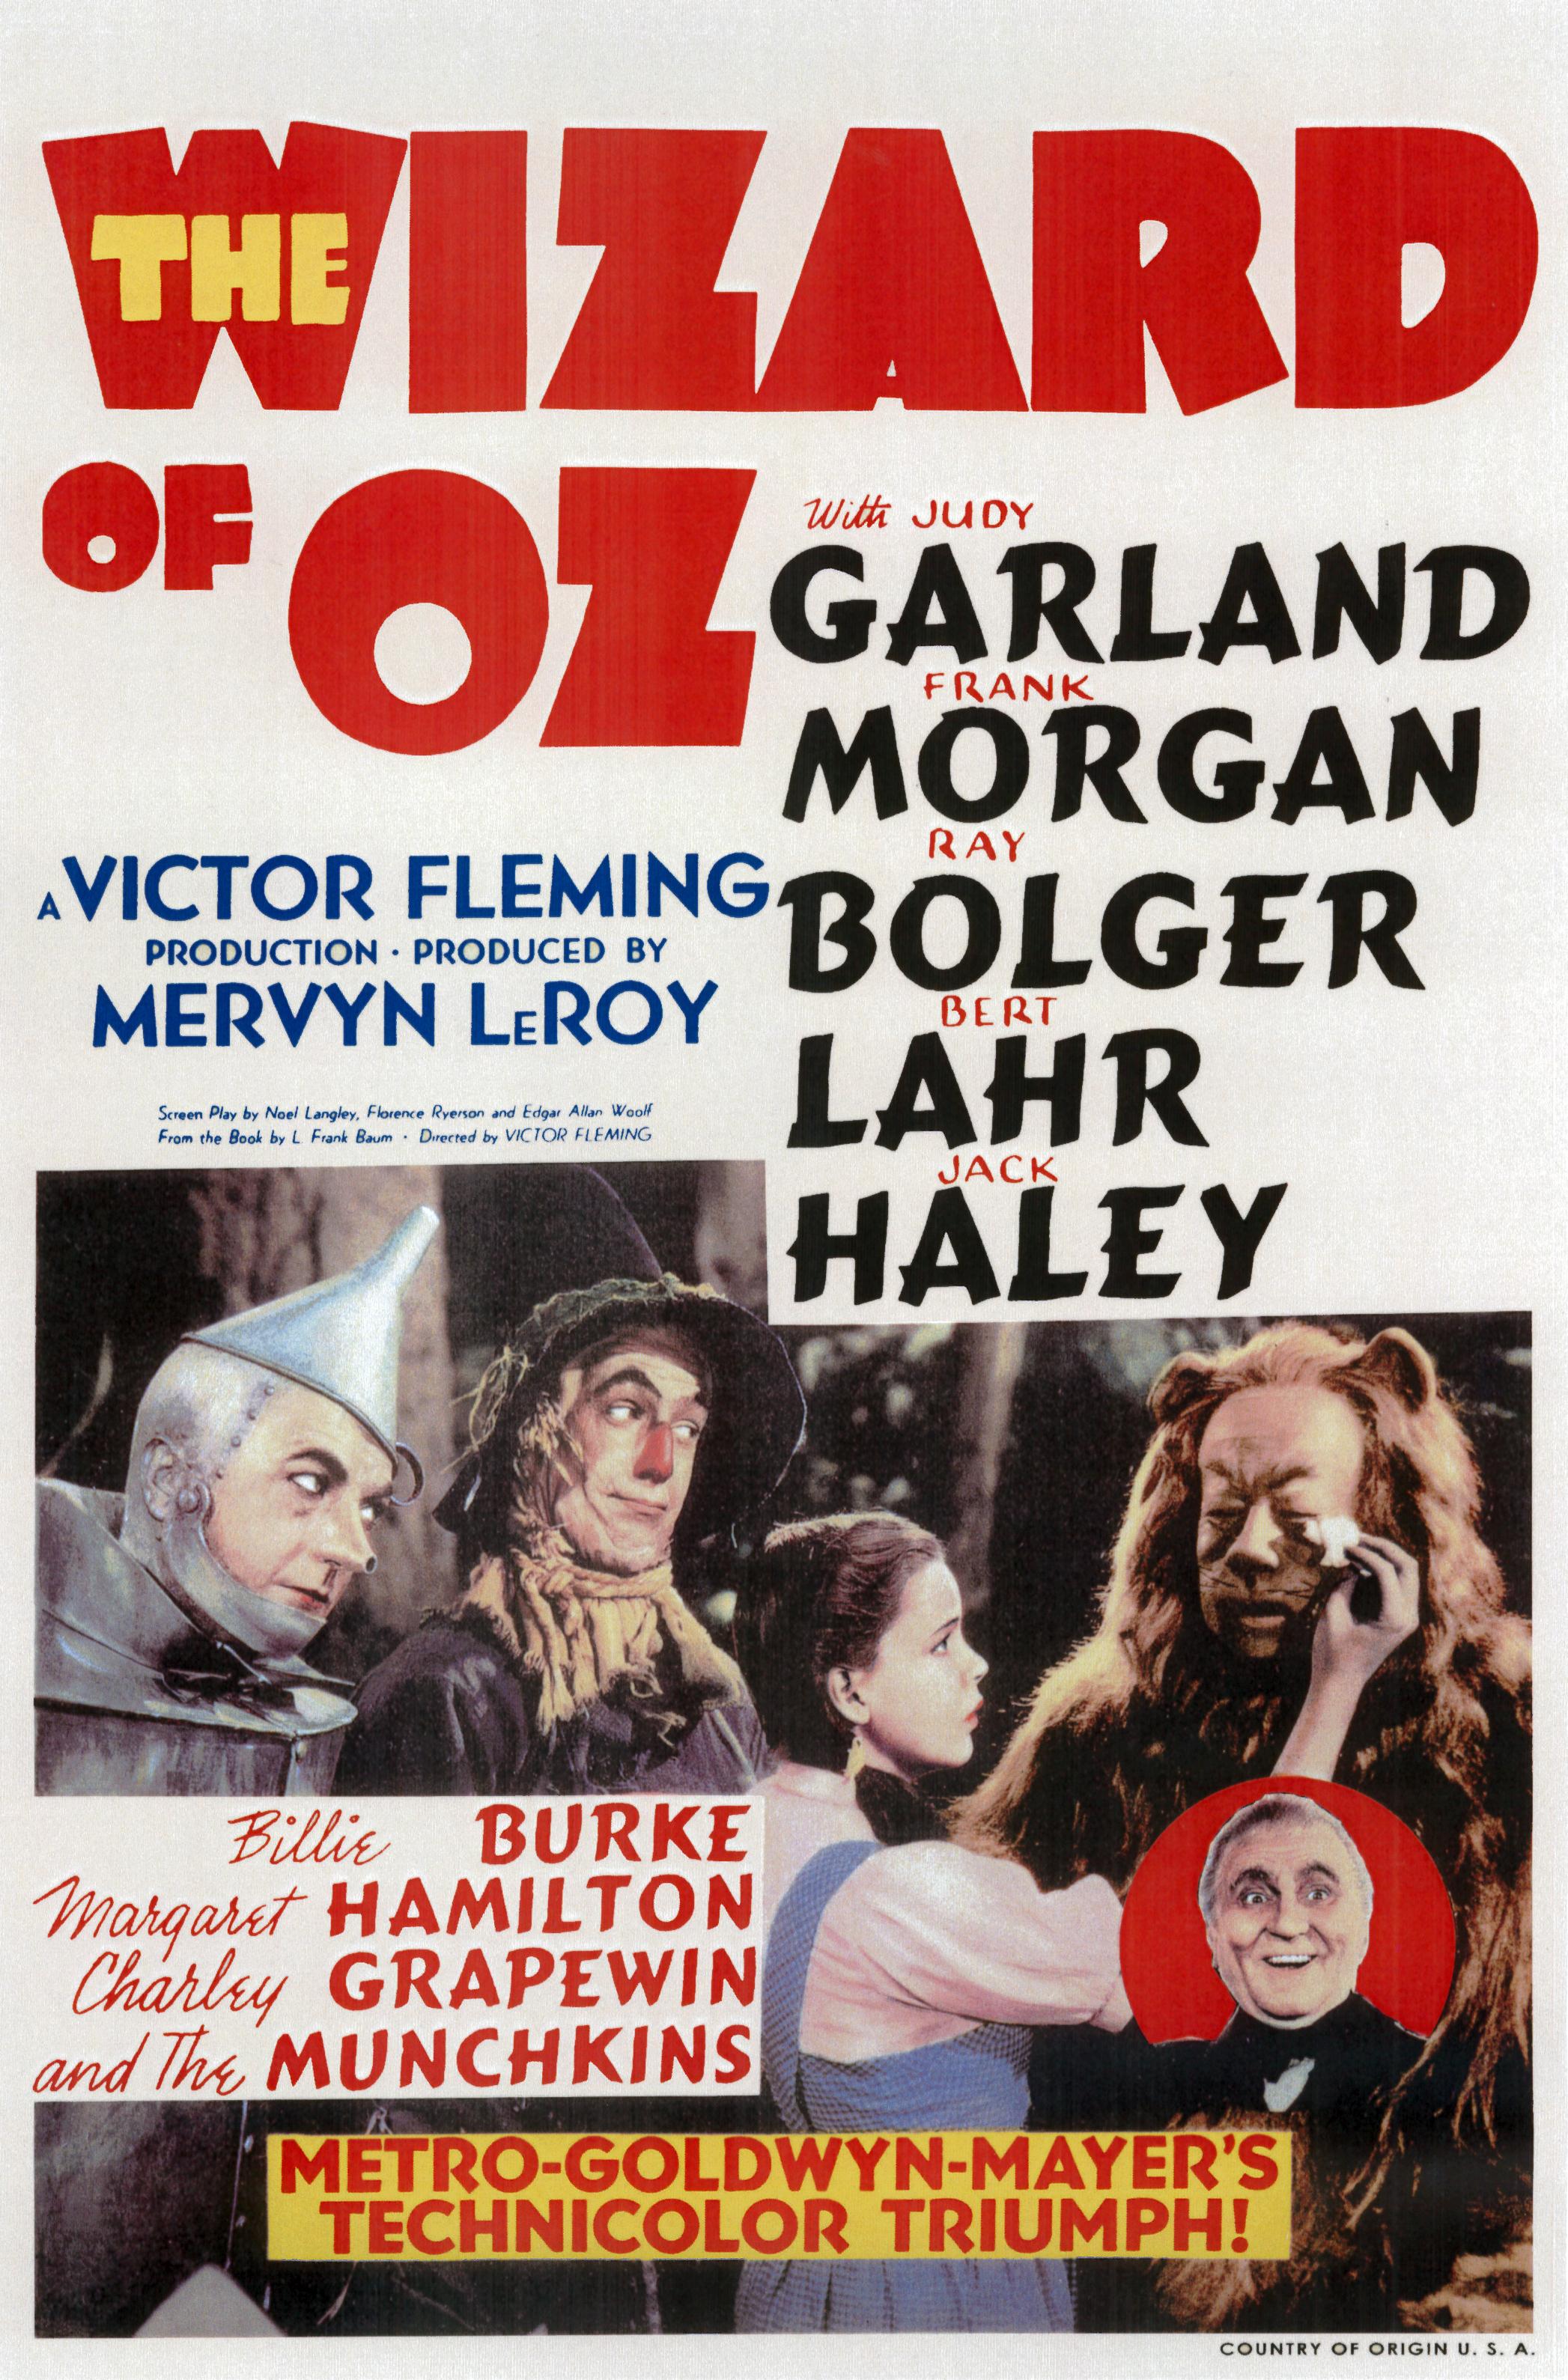 THE WIZARD
OF OZ
With JUDY
GARLAND
FRANK
MORGAN
RAY
BOLGER
BERT
LAHR
JACK
HALEY
A VICTOR FLEMING
PRODUCTION · PRODUCED BY
MERVYN LeROY
Screen Play by Noel Langley, Florence Ryerson and Edgar Allan Woolf
From the Book by L. Frank Baum · Directed by VICTOR FLEMING
Billie BURKE
Margaret HAMILTON
Charley GRAPEWIN
and The MUNCHKINS
METRO-GOLDWYN-MAYER'S
TECHNICOLOR TRIUMPH!
COUNTRY OF ORIGIN U. S. A.